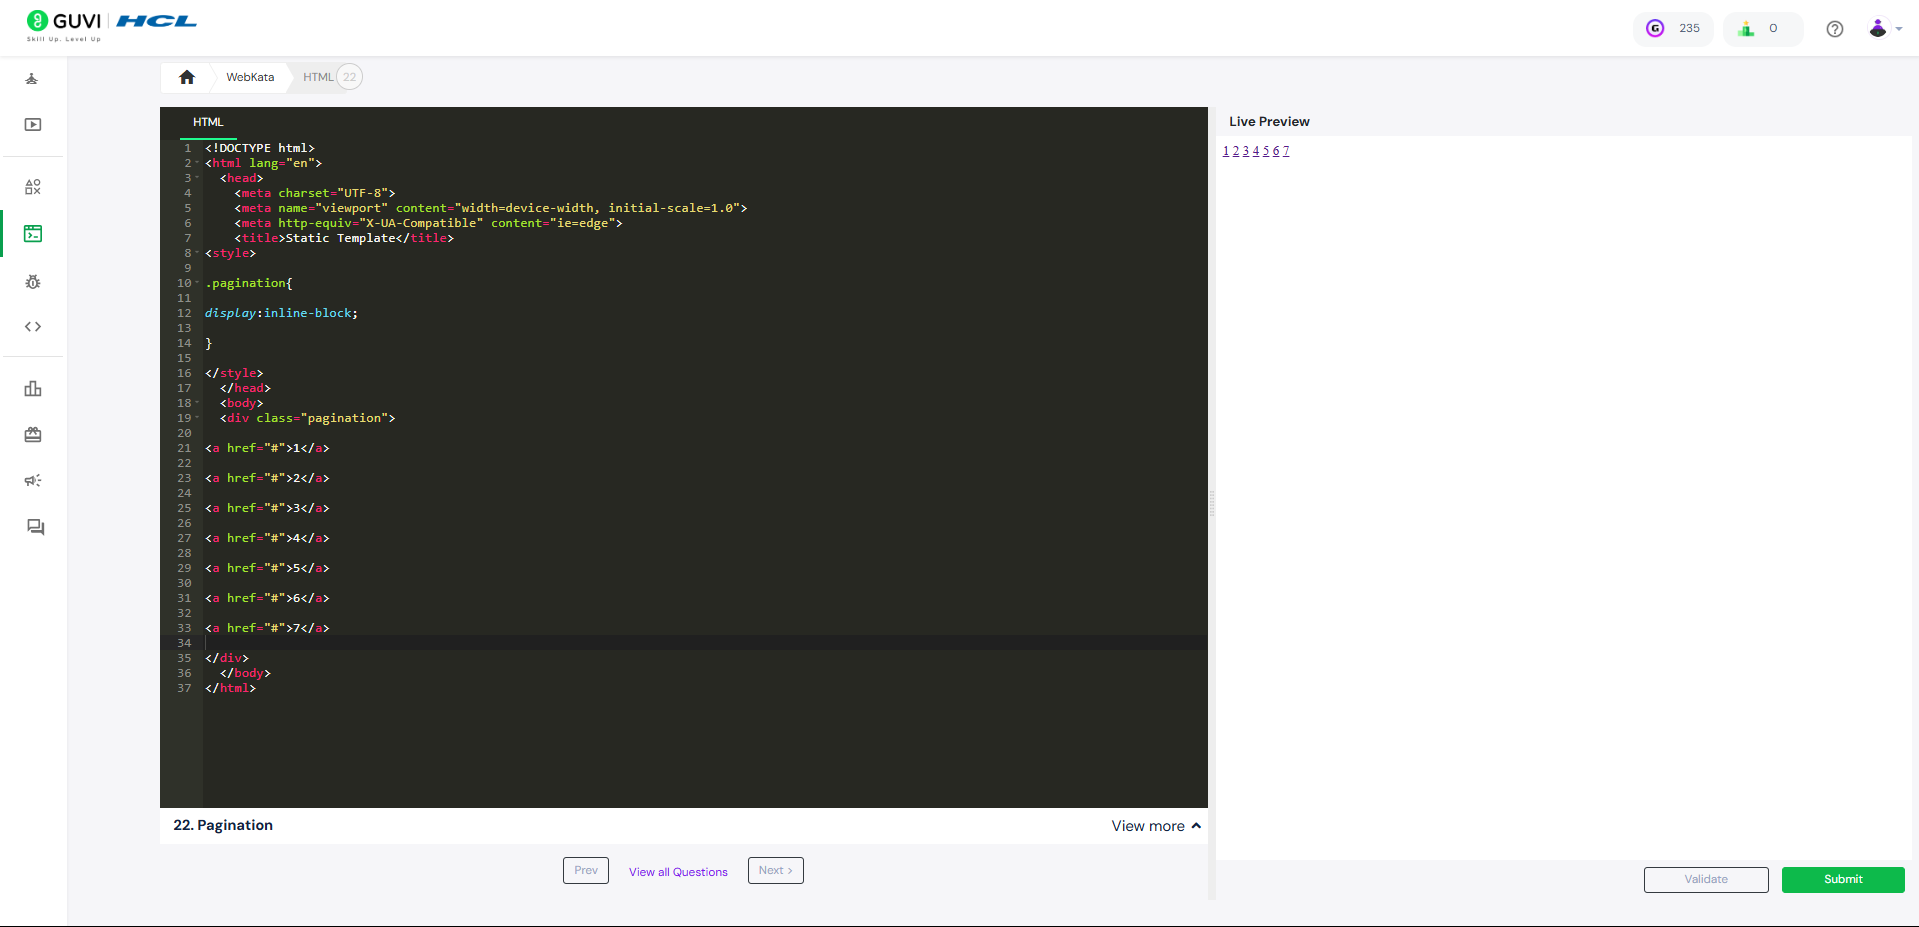 GUVI HCL
Skill Up. Level Up
235
0
WebKata
HTML 22
HTML
Live Preview
1 <!DOCTYPE html>
2 <html lang="en">
3 <head>
4 <meta charset="UTF-8">
5 <meta name="viewport" content="width=device-width, initial-scale=1.0">
6 <meta http-equiv="X-UA-Compatible" content="ie=edge">
7 <title>Static Template</title>
8 <style>
9
10 .pagination{
11
12 display:inline-block;
13
14 }
15
16 </style>
17 </head>
18 <body>
19 <div class="pagination">
20
21 <a href="#">1</a>
22
23 <a href="#">2</a>
24
25 <a href="#">3</a>
26
27 <a href="#">4</a>
28
29 <a href="#">5</a>
30
31 <a href="#">6</a>
32
33 <a href="#">7</a>
34
35 </div>
36 </body>
37 </html>
1 2 3 4 5 6 7
22. Pagination
View more
Prev
View all Questions
Next >
Validate
Submit